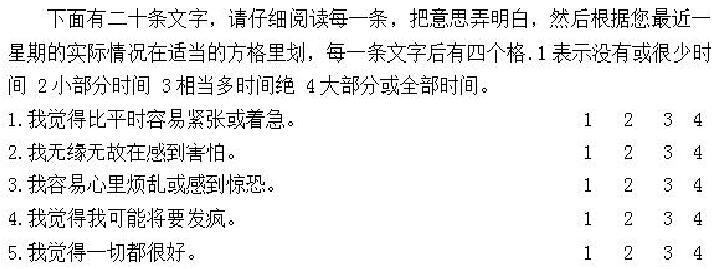 下面有二十条文字，请仔细阅读每一条，把意思弄明白，然后根据您最近一
星期的实际情况在适当的方格里划，每一条文字后有四个格.1表示没有或很少时
间 2小部分时间 3相当多时间绝 4大部分或全部时间。
1.我觉得比平时容易紧张或着急。 1 2 3 4
2.我无缘无故在感到害怕。 1 2 3 4
3.我容易心里烦乱或感到惊恐。 1 2 3 4
4.我觉得我可能将要发疯。 1 2 3 4
5.我觉得一切都很好。 1 2 3 4